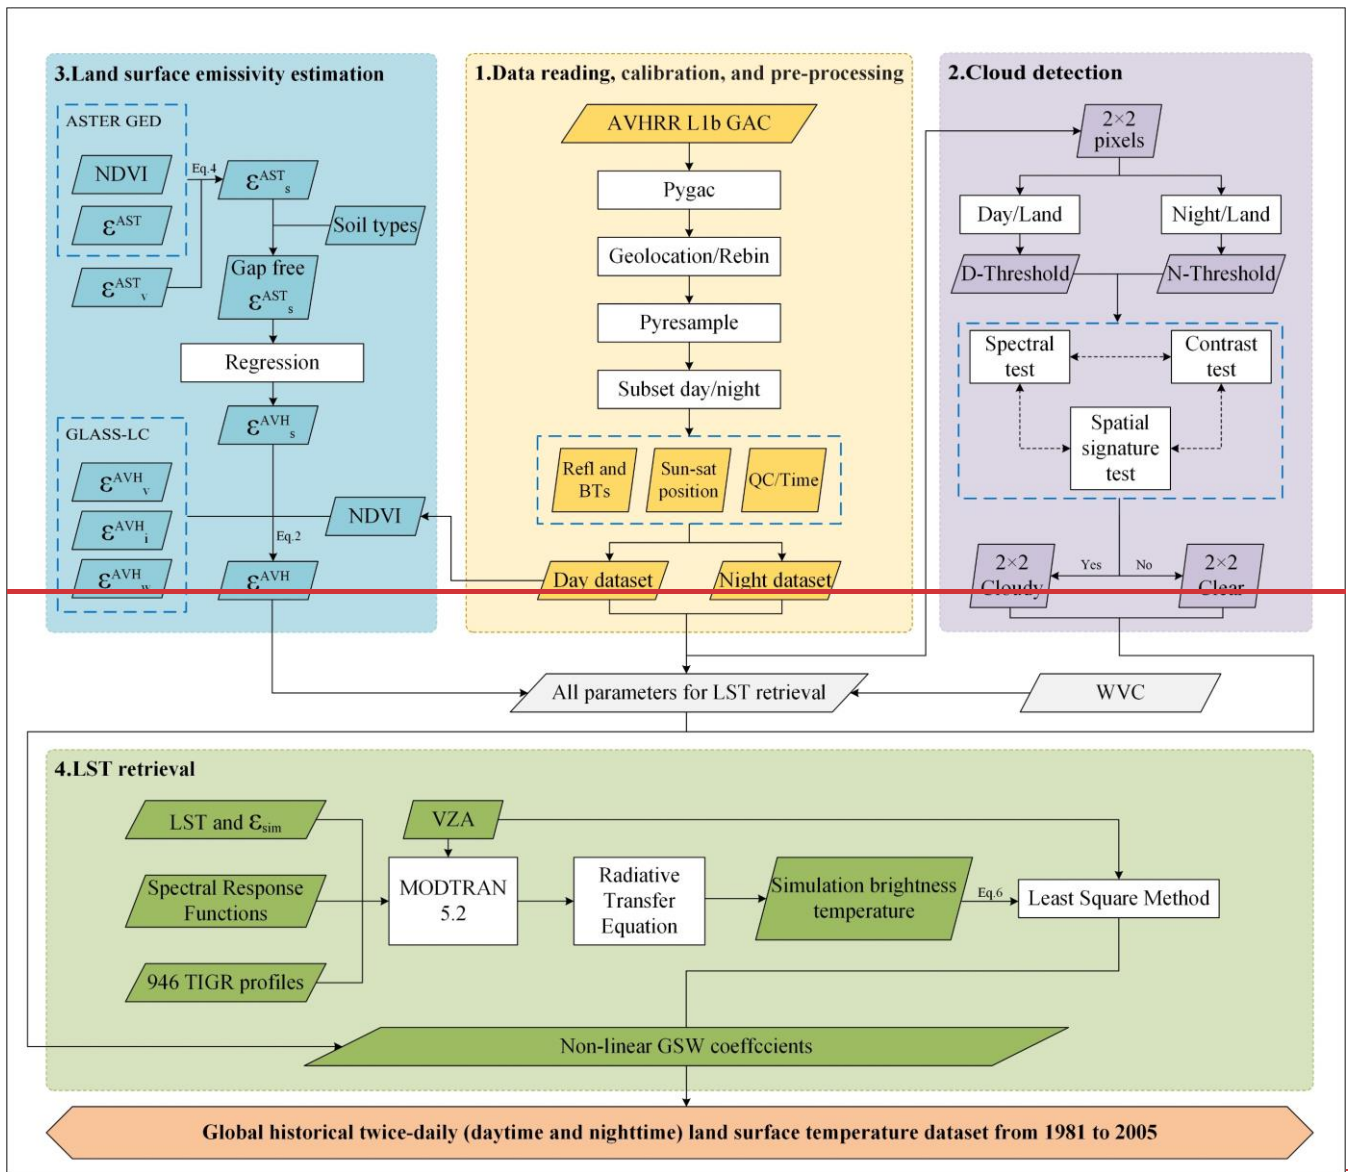 3.Land surface emissivity estimation
ASTER GED
NDVI
Eq.4
εAST
εASTs
Soil types
εASTv
Gap free
εASTs
Regression
εAVHs
GLASS-LC
εAVHv
εAVHi
εAVHw
NDVI
Eq.2
εAVH
1.Data reading, calibration, and pre-processing
AVHRR L1b GAC
Pygac
Geolocation/Rebin
Pyresample
Subset day/night
Refl and
BTs
Sun-sat
position
QC/Time
Day dataset
Night dataset
2.Cloud detection
2×2
pixels
Day/Land
Night/Land
D-Threshold
N-Threshold
Spectral
test
Contrast
test
Spatial
signature
test
Yes
No
2×2
Cloudy
2×2
Clear
All parameters for LST retrieval
WVC
4.LST retrieval
LST and εsim
VZA
Spectral Response
Functions
946 TIGR profiles
MODTRAN
5.2
Radiative
Transfer
Equation
Simulation brightness
temperature
Eq.6
Least Square Method
Non-linear GSW coeffccients
Global historical twice-daily (daytime and nighttime) land surface temperature dataset from 1981 to 2005